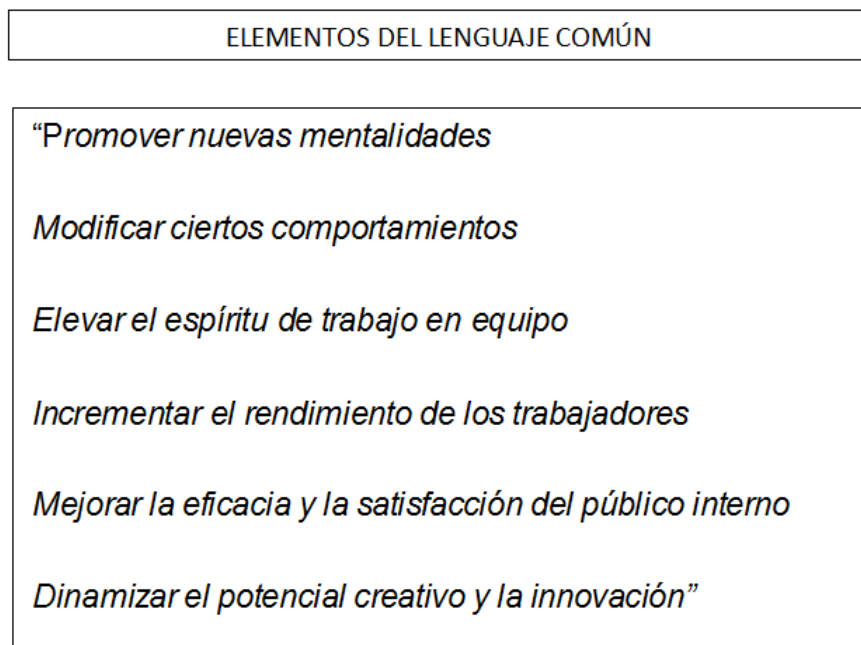 ELEMENTOS DEL LENGUAJE COMÚN
“Promover nuevas mentalidades
Modificar ciertos comportamientos
Elevar el espíritu de trabajo en equipo
Incrementar el rendimiento de los trabajadores
Mejorar la eficacia y la satisfacción del público interno
Dinamizar el potencial creativo y la innovación”